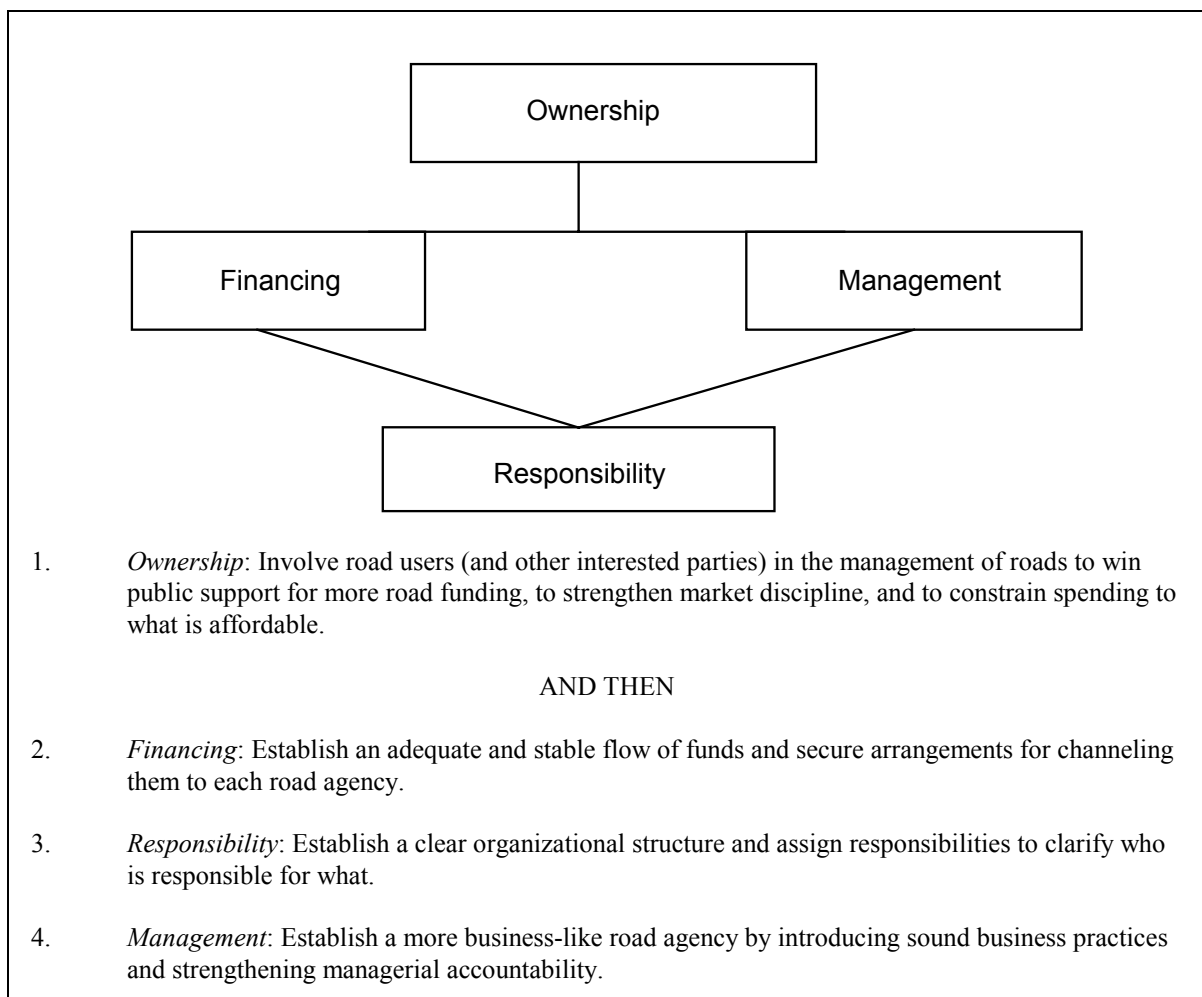 Ownership
Financing
Management
Responsibility
1. Ownership: Involve road users (and other interested parties) in the management of roads to win
public support for more road funding, to strengthen market discipline, and to constrain spending to
what is affordable.
AND THEN
2. Financing: Establish an adequate and stable flow of funds and secure arrangements for channeling
them to each road agency.
3. Responsibility: Establish a clear organizational structure and assign responsibilities to clarify who
is responsible for what.
4. Management: Establish a more business-like road agency by introducing sound business practices
and strengthening managerial accountability.